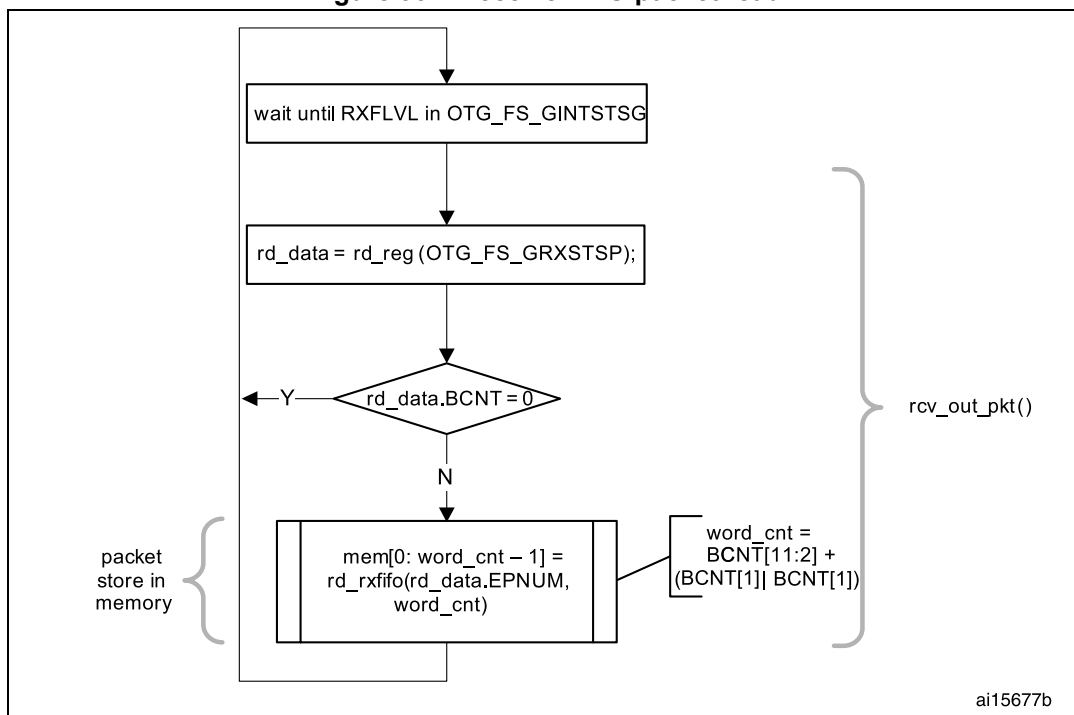 wait until RXFLVL in OTG_FS_GINTSTSG
rd_data = rd_reg (OTG_FS_GRXSTSP);
rd_data.BCNT = 0
Y
rcv_out_pkt()
N
packet
store in
memory
mem[0: word_cnt – 1] =
rd_rxfifo(rd_data.EPNUM,
word_cnt)
word_cnt =
BCNT[11:2] +
(BCNT[1]| BCNT[1])
ai15677b